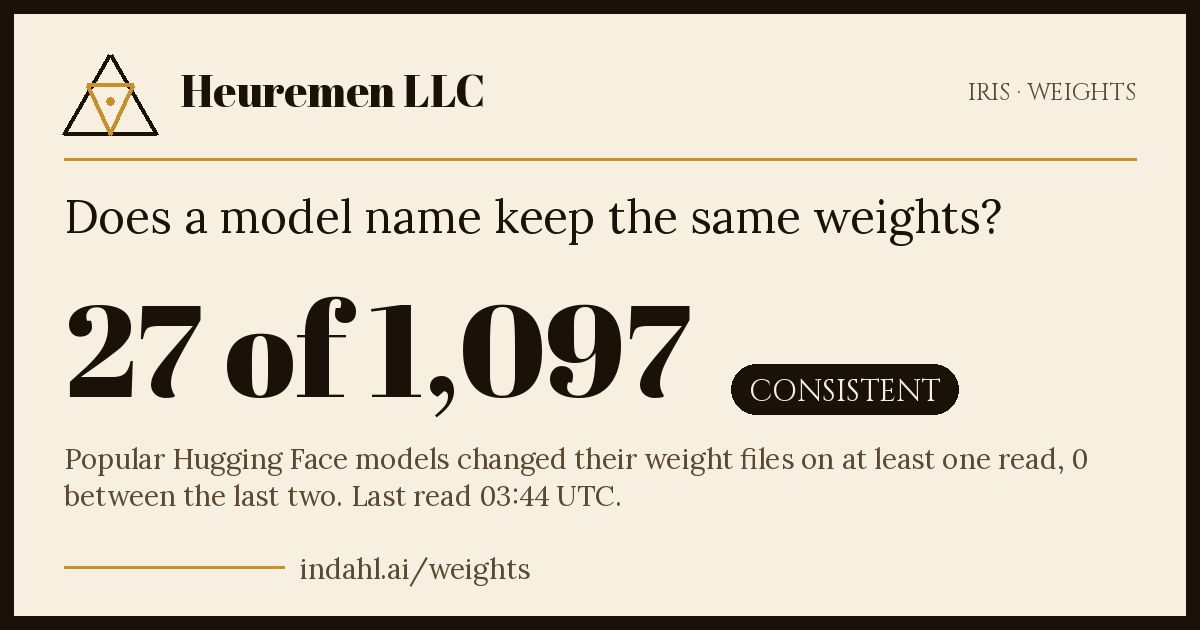 Heuremen LLC
IRIS · WEIGHTS
Does a model name keep the same weights?
27 of 1,097
CONSISTENT
Popular Hugging Face models changed their weight files on at least one read, 0
between the last two. Last read 03:44 UTC.
indahl.ai/weights